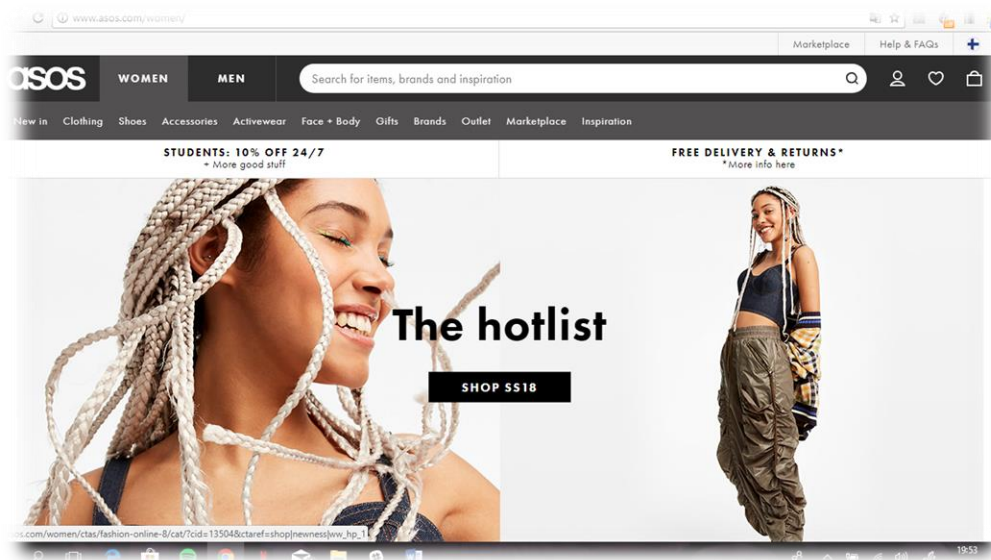 www.asos.com/women/
Marketplace Help & FAQs
asos WOMEN MEN Search for items, brands and inspiration
New in Clothing Shoes Accessories Activewear Face + Body Gifts Brands Outlet Marketplace Inspiration
STUDENTS: 10% OFF 24/7
+ More good stuff
FREE DELIVERY & RETURNS*
*More info here
The hotlist
SHOP SS18
os.com/women/ctas/fashion-online-8/cat/?cid=13504&ctaref=shop|newness|ww_hp_1
19:53